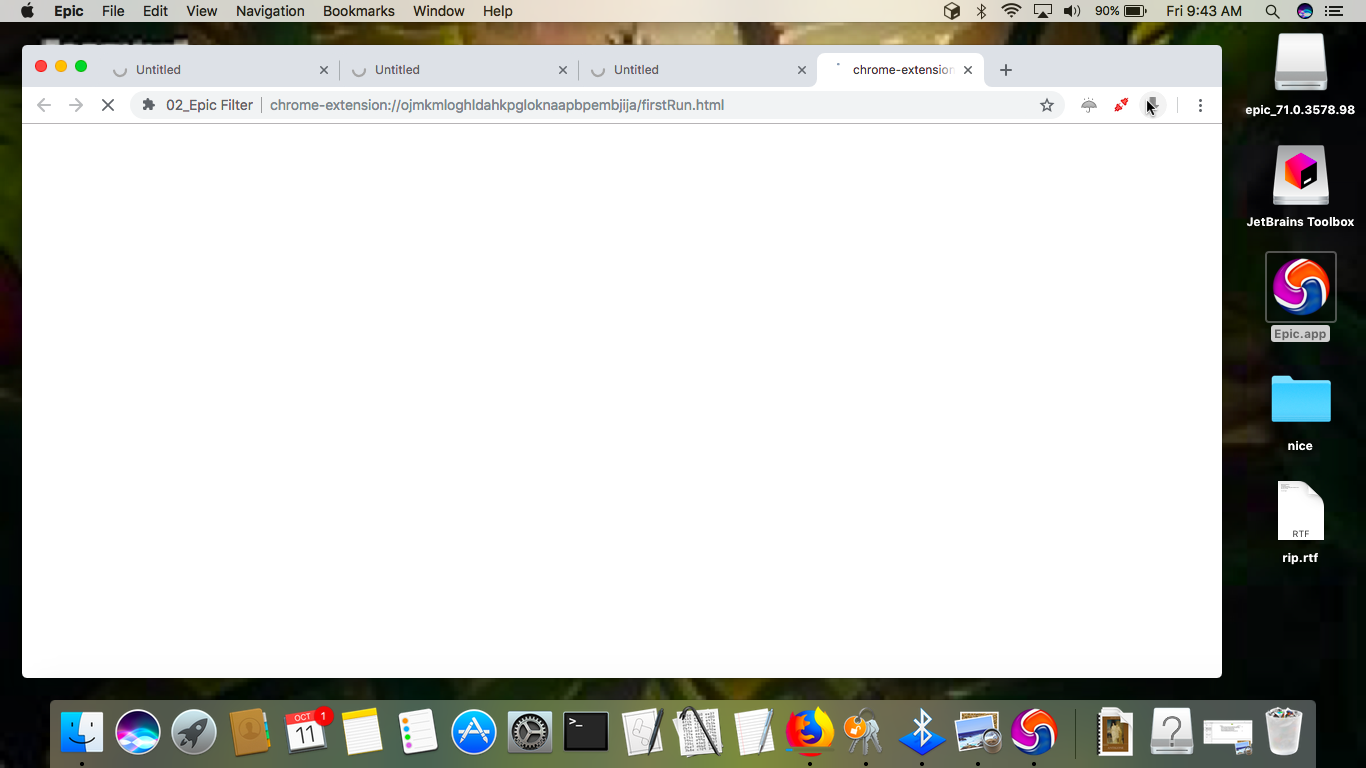 Epic File Edit View Navigation Bookmarks Window Help 90% Fri 9:43 AM
Untitled Untitled Untitled chrome-extension
02_Epic Filter chrome-extension://ojmkmloghldahkpgloknaapbpembjija/firstRun.html
epic_71.0.3578.98
JetBrains Toolbox
Epic.app
nice
RTF
rip.rtf
OCT 1
11
>_
?